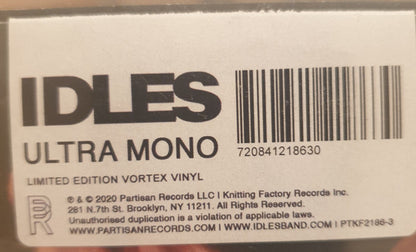 IDLES
ULTRA MONO
720841218630
LIMITED EDITION VORTEX VINYL
℗ & © 2020 Partisan Records LLC | Knitting Factory Records Inc.
281 N.7th St. Brooklyn, NY 11211. All Rights Reserved.
Unauthorised duplication is a violation of applicable laws.
WWW.PARTISANRECORDS.COM | WWW.IDLESBAND.COM | PTKF2186-3